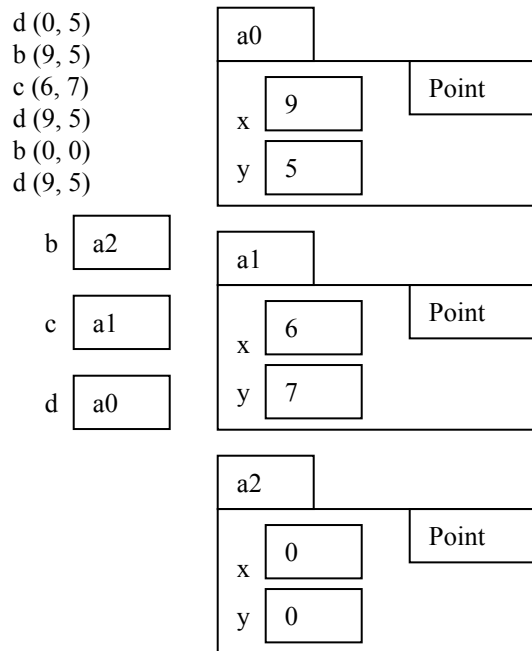 d (0, 5)
b (9, 5)
c (6, 7)
d (9, 5)
b (0, 0)
d (9, 5)
b a2
c a1
d a0
a0
Point
x 9
y 5
a1
Point
x 6
y 7
a2
Point
x 0
y 0